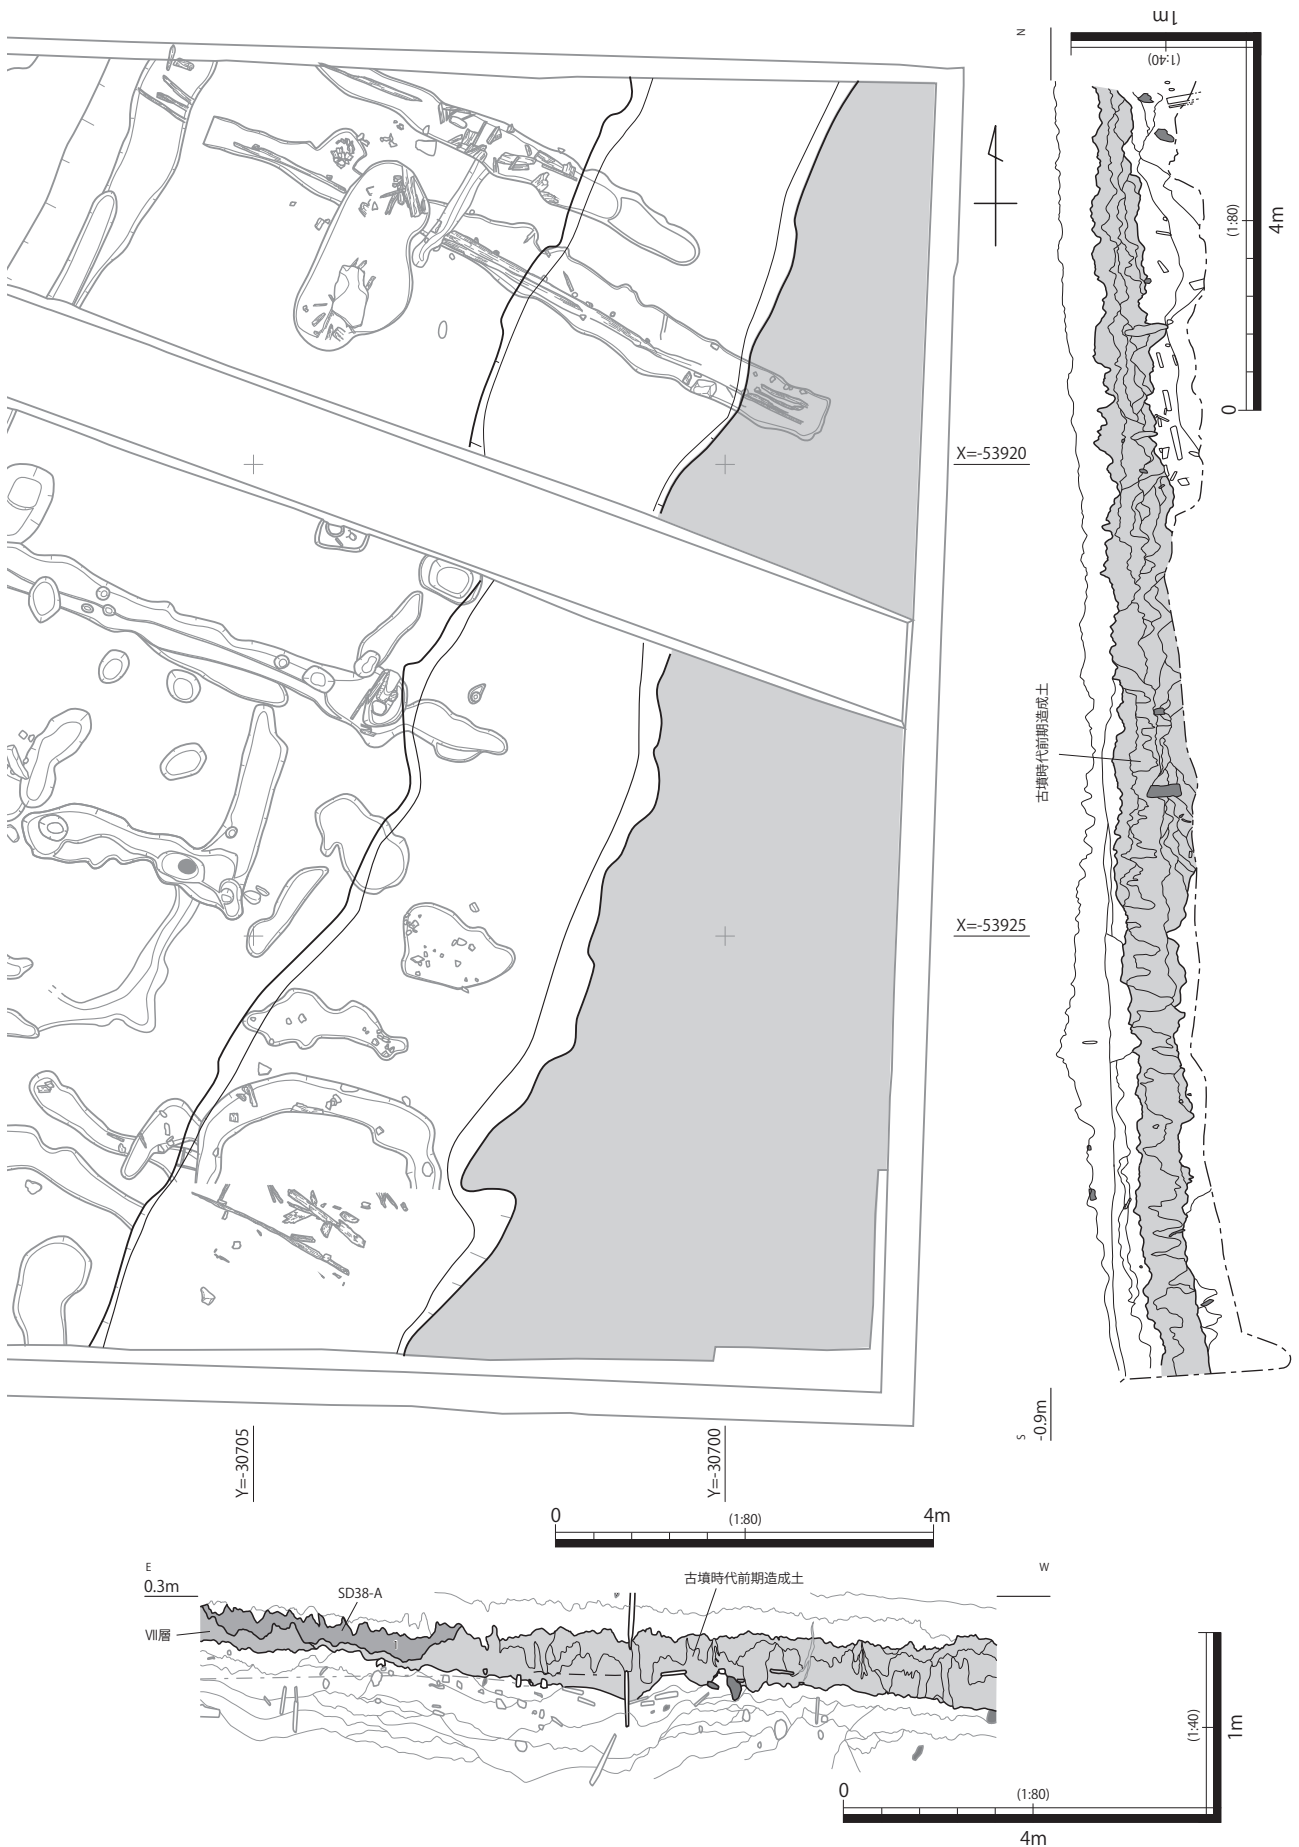 N
1m
(1:40)
(1:80)
4m
0
X=-53920
古墳時代前期造成土
X=-53925
S
-0.9m
Y=-30705
Y=-30700
0
(1:80)
4m
E
W
0.3m
SD38-A
古墳時代前期造成土
Ⅶ層
(1:40)
1m
0
(1:80)
4m